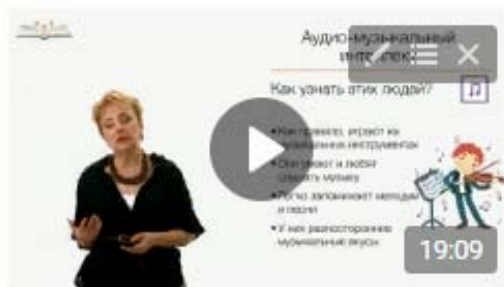 Аудио-музыкальный
интеллект
Как узнать этих людей?
• Как правило, играют на
музыкальных инструментах
• Они умеют и любят
слушать музыку
• Легко запоминают мелодии
и песни
• У них разносторонние
музыкальные вкусы
19:09